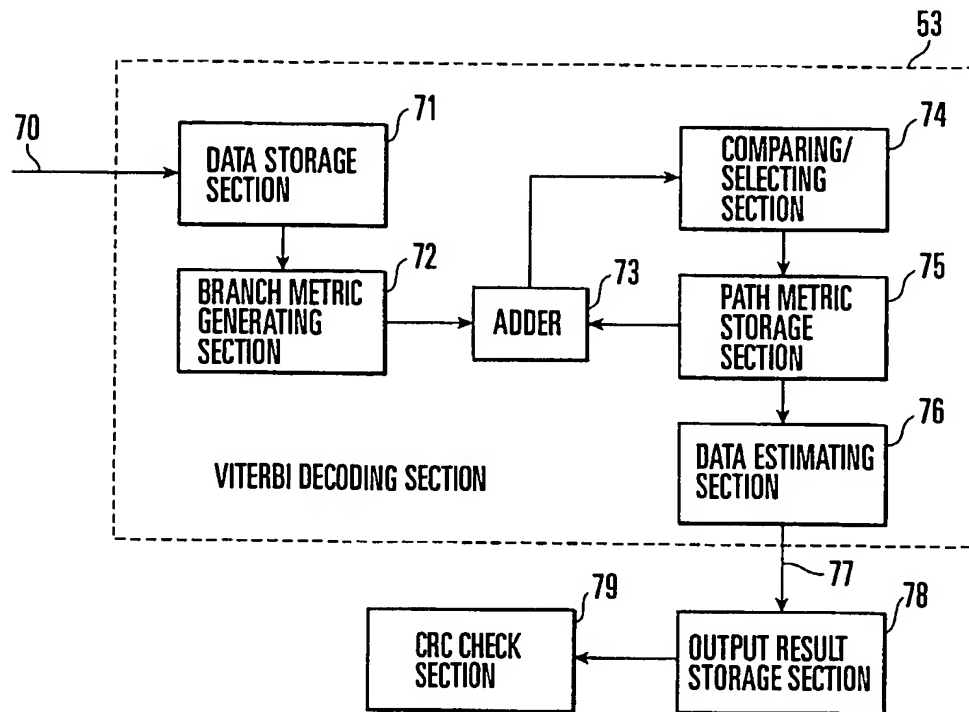 53
70
71
DATA STORAGE
SECTION
74
COMPARING/
SELECTING
SECTION
72
BRANCH METRIC
GENERATING
SECTION
73
ADDER
75
PATH METRIC
STORAGE
SECTION
76
DATA ESTIMATING
SECTION
VITERBI DECODING SECTION
77
79
CRC CHECK
SECTION
78
OUTPUT RESULT
STORAGE SECTION